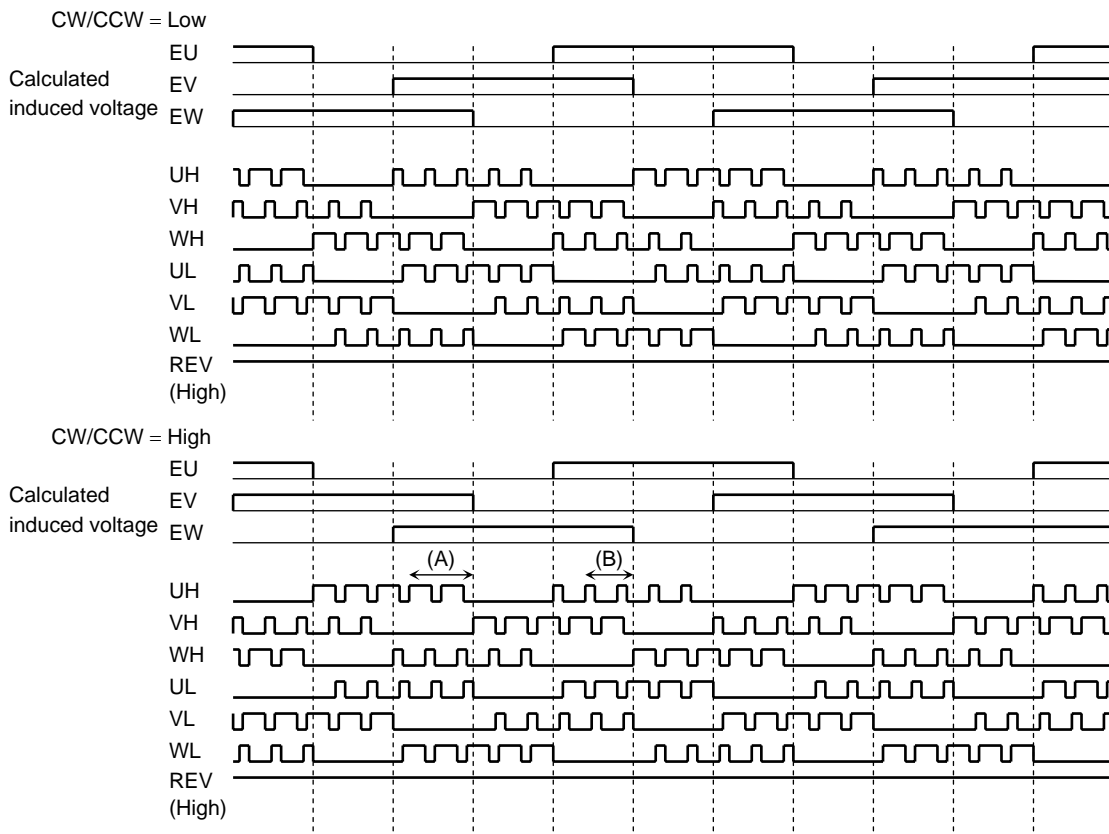 CW/CCW = Low
EU
Calculated
induced voltage
EV
EW
UH
VH
WH
UL
VL
WL
REV
(High)
CW/CCW = High
EU
Calculated
induced voltage
EV
EW
(A)
(B)
UH
VH
WH
UL
VL
WL
REV
(High)